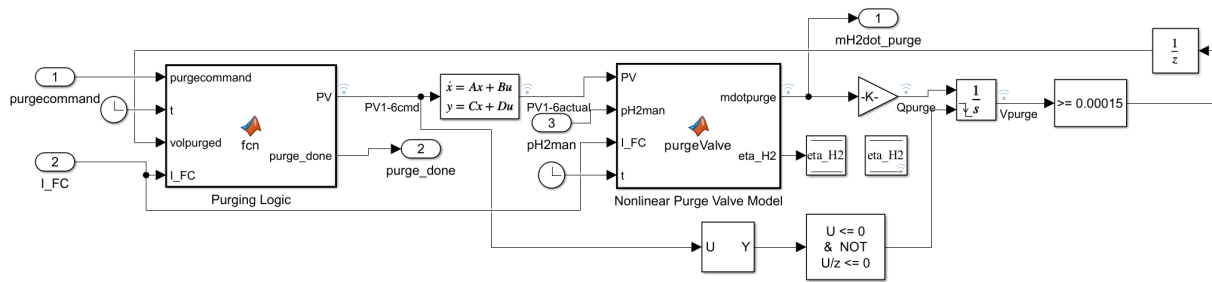 1
mH2dot_purge
1
z
1
purgecommand
purgecommand
t
volpurged
I_FC
fcn
PV
purge_done
Purging Logic
2
I_FC
PV1-6cmd
2
purge_done
ẋ = Ax + Bu
y = Cx + Du
PV1-6actual
3
pH2man
PV
pH2man
I_FC
t
purgeValve
mdotpurge
eta_H2
Nonlinear Purge Valve Model
eta_H2
eta_H2
-K-
Qpurge
1
s
Vpurge
>= 0.00015
U
Y
U <= 0
& NOT
U/z <= 0